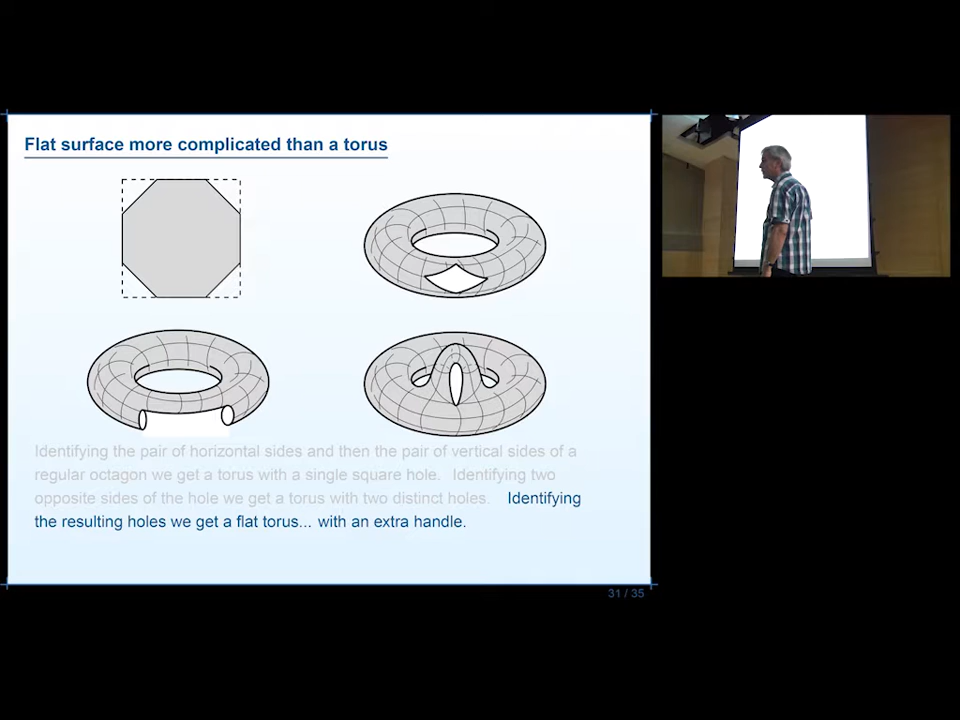 Flat surface more complicated than a torus
Identifying the pair of horizontal sides and then the pair of vertical sides of a
regular octagon we get a torus with a single square hole. Identifying two
opposite sides of the hole we get a torus with two distinct holes. Identifying
the resulting holes we get a flat torus... with an extra handle.
31 / 35